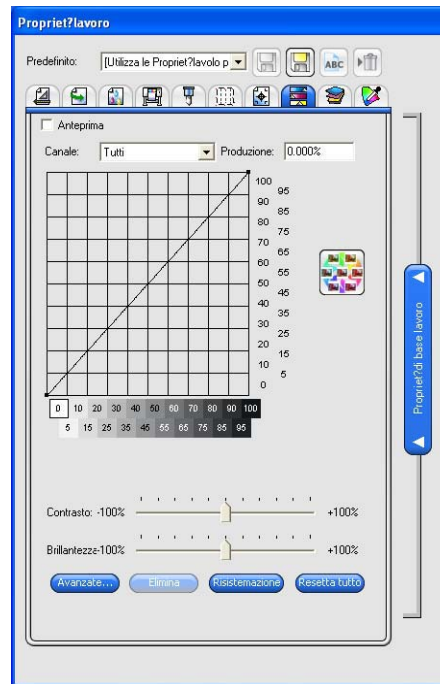 Propriet?lavoro
Predefinito: [Utilizza le Propriet?lavolo p
ABC
Anteprima
Canale: Tutti Produzione: 0.000%
100
95
90
85
80
75
70
65
60
55
50
45
40
35
30
25
20
15
10
5
0
0 10 20 30 40 50 60 70 80 90 100
5 15 25 35 45 55 65 75 85 95
Propriet?di base lavoro
Contrasto: -100% +100%
Brillantezza-100% +100%
Avanzate... Elimina Risistemazione Resetta tutto